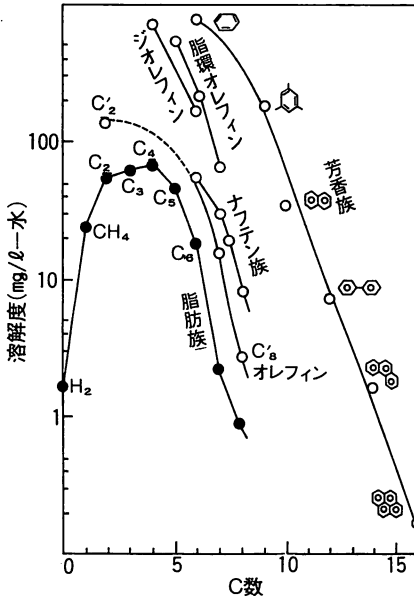 溶解度(mg/ℓ－水)
100
10
1
0
5
10
15
C数
H₂
CH₄
C₂
C₃
C₄
C₅
C₆
C′₂
C′₈
オレフィン
脂肪族
ナフテン族
ジオレフィン
脂環オレフィン
芳香族